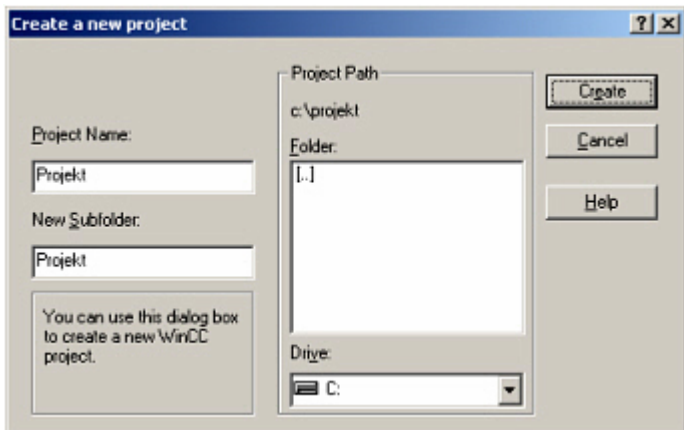 Create a new project
Project Name:
Projekt
New Subfolder:
Projekt
You can use this dialog box
to create a new WinCC
project.
Project Path
c:\projekt
Folder:
[..]
Drive:
C:
Create
Cancel
Help